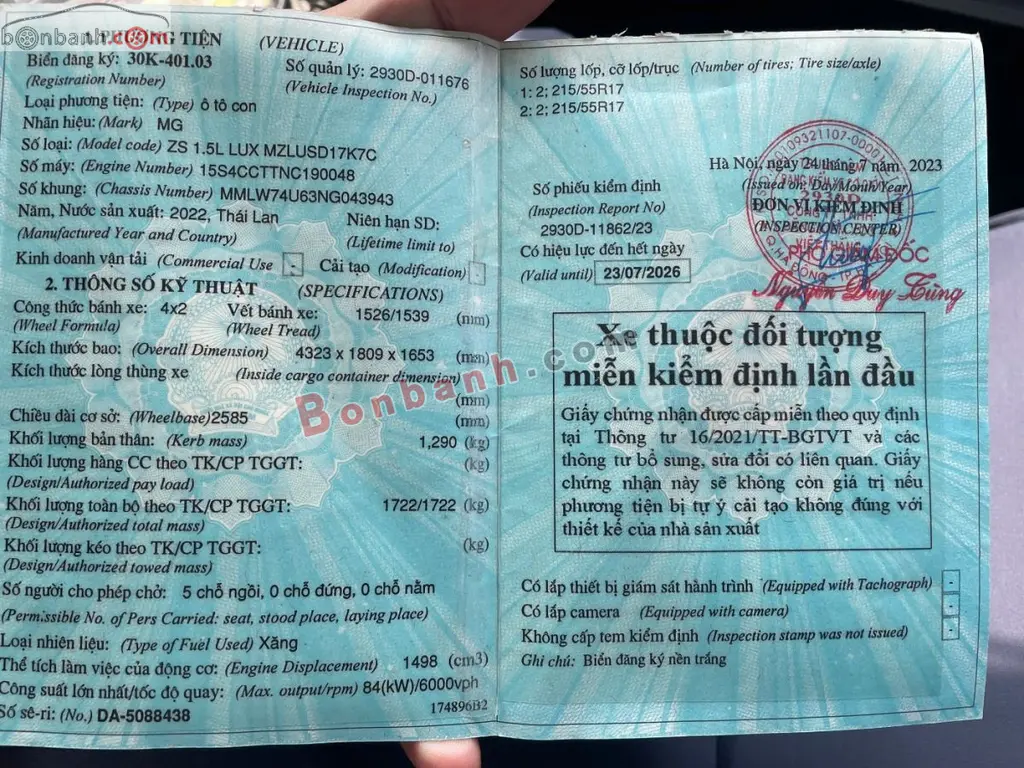 bonbanh.com
1. PHƯƠNG TIỆN (VEHICLE)
Biển đăng ký: 30K-401.03
(Registration Number)
Số quản lý: 2930D-011676
(Vehicle Inspection No.)
Loại phương tiện: (Type) ô tô con
Nhãn hiệu: (Mark) MG
Số loại: (Model code) ZS 1.5L LUX MZLUSD17K7C
Số máy: (Engine Number) 15S4CCTTNC190048
Số khung: (Chassis Number) MMLW74U63NG043943
Năm, Nước sản xuất: 2022, Thái Lan
(Manufactured Year and Country)
Niên hạn SD:
(Lifetime limit to)
Kinh doanh vận tải (Commercial Use - Cải tạo (Modification) -
2. THÔNG SỐ KỸ THUẬT (SPECIFICATIONS)
Công thức bánh xe: 4x2
(Wheel Formula)
Vết bánh xe: 1526/1539 (mm)
(Wheel Tread)
Kích thước bao: (Overall Dimension) 4323 x 1809 x 1653 (mm)
Kích thước lòng thùng xe (Inside cargo container dimension)
(mm)
Chiều dài cơ sở: (Wheelbase) 2585 (mm)
Khối lượng bản thân: (Kerb mass) 1,290 (kg)
Khối lượng hàng CC theo TK/CP TGGT: (kg)
(Design/Authorized pay load)
Khối lượng toàn bộ theo TK/CP TGGT: 1722/1722 (kg)
(Design/Authorized total mass)
Khối lượng kéo theo TK/CP TGGT: (kg)
(Design/Authorized towed mass)
Số người cho phép chở: 5 chỗ ngồi, 0 chỗ đứng, 0 chỗ nằm
(Permissible No. of Pers Carried: seat, stood place, laying place)
Loại nhiên liệu: (Type of Fuel Used) Xăng
Thể tích làm việc của động cơ: (Engine Displacement) 1498 (cm3)
Công suất lớn nhất/tốc độ quay: (Max. output/rpm) 84(kW)/6000vph
Số sê-ri: (No.) DA-5088438
174896B2
Bonbanh.com
Số lượng lốp, cỡ lốp/trục (Number of tires; Tire size/axle)
1: 2; 215/55R17
2: 2; 215/55R17
Hà Nội, ngày 24 tháng 7 năm 2023
(Issued on: Day/Month/Year)
Số phiếu kiểm định
(Inspection Report No)
2930D-11862/23
ĐƠN VỊ KIỂM ĐỊNH
(INSPECTION CENTER)
2930D
PHÓ GIÁM ĐỐC
Nguyễn Duy Tùng
Có hiệu lực đến hết ngày
(Valid until) 23/07/2026
Xe thuộc đối tượng
miễn kiểm định lần đầu
Giấy chứng nhận được cấp miễn theo quy định
tại Thông tư 16/2021/TT-BGTVT và các
thông tư bổ sung, sửa đổi có liên quan. Giấy
chứng nhận này sẽ không còn giá trị nếu
phương tiện bị tự ý cải tạo không đúng với
thiết kế của nhà sản xuất
Có lắp thiết bị giám sát hành trình (Equipped with Tachograph) -
Có lắp camera (Equipped with camera) -
Không cấp tem kiểm định (Inspection stamp was not issued) -
Ghi chú: Biển đăng ký nền trắng